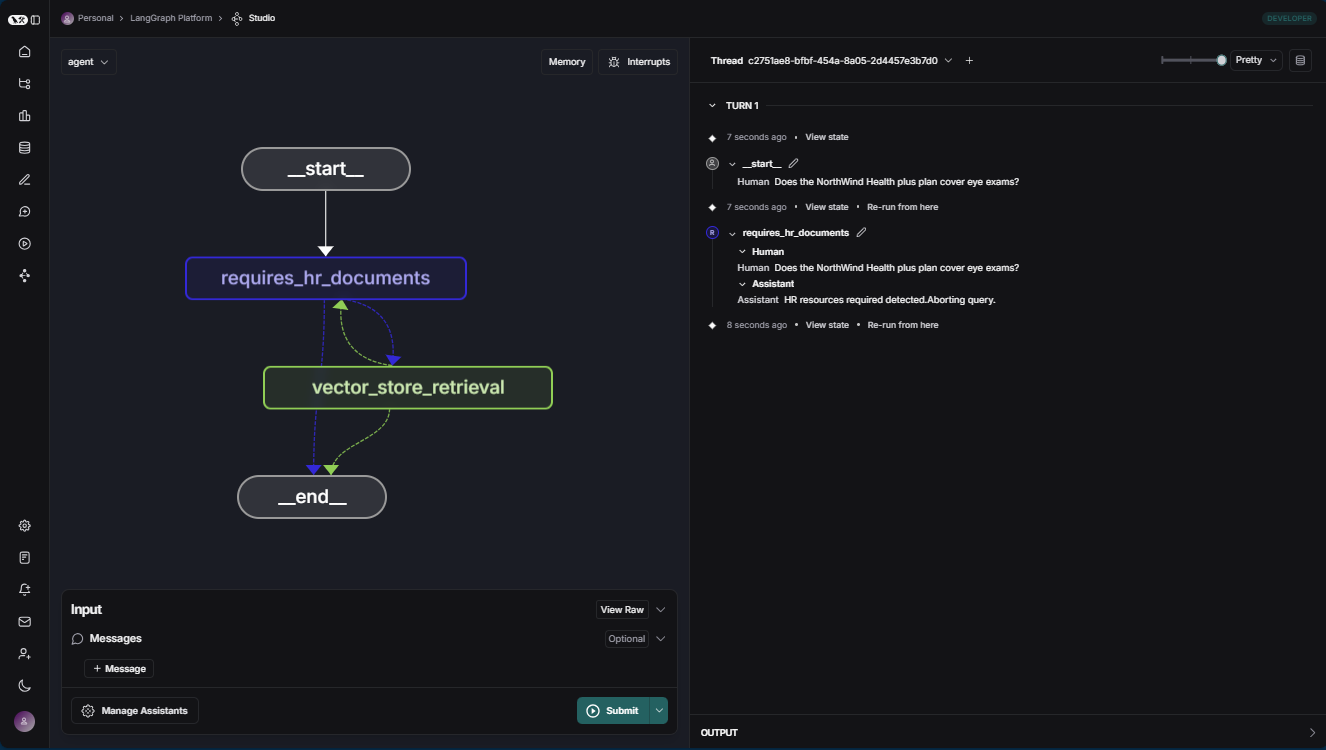 Personal > LangGraph Platform > Studio
DEVELOPER
agent
Memory
Interrupts
__start__
requires_hr_documents
vector_store_retrieval
__end__
Input
View Raw
Messages
Optional
+ Message
Manage Assistants
Submit
Thread c2751ae8-bfbf-454a-8a05-2d4457e3b7d0 +
Pretty
TURN 1
7 seconds ago • View state
__start__
Human Does the NorthWind Health plus plan cover eye exams?
7 seconds ago • View state • Re-run from here
R requires_hr_documents
Human
Human Does the NorthWind Health plus plan cover eye exams?
Assistant
Assistant HR resources required detected.Aborting query.
8 seconds ago • View state • Re-run from here
OUTPUT